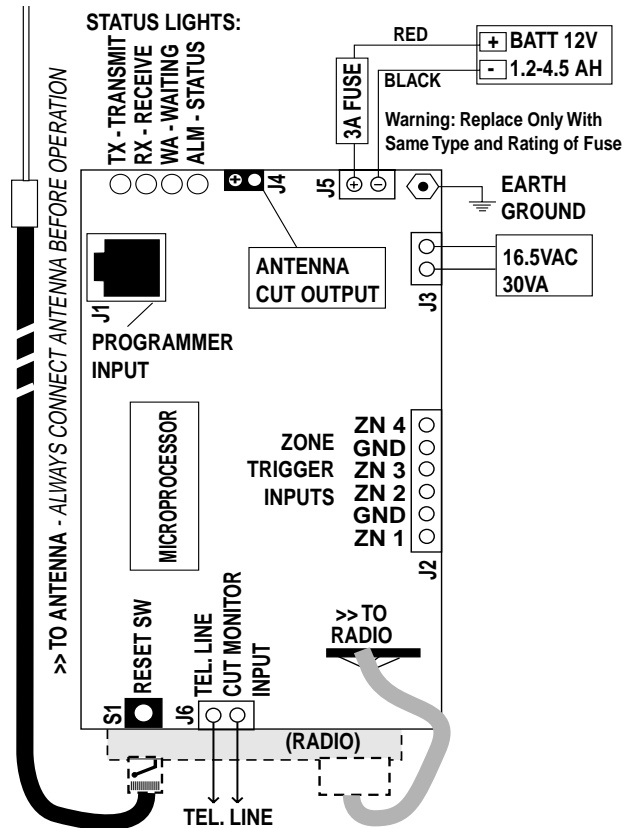 STATUS LIGHTS:
TX - TRANSMIT
RX - RECEIVE
WA - WAITING
ALM - STATUS
RED
+ BATT 12V
- 1.2-4.5 AH
BLACK
3A FUSE
Warning: Replace Only With
Same Type and Rating of Fuse
J4
J5
EARTH
GROUND
ANTENNA
CUT OUTPUT
16.5VAC
30VA
J3
J1
PROGRAMMER
INPUT
>> TO ANTENNA - ALWAYS CONNECT ANTENNA BEFORE OPERATION
MICROPROCESSOR
ZONE
TRIGGER
INPUTS
ZN 4
GND
ZN 3
ZN 2
GND
ZN 1
J2
>> TO
RADIO
S1
RESET SW
J6
TEL. LINE
CUT MONITOR
INPUT
(RADIO)
TEL. LINE